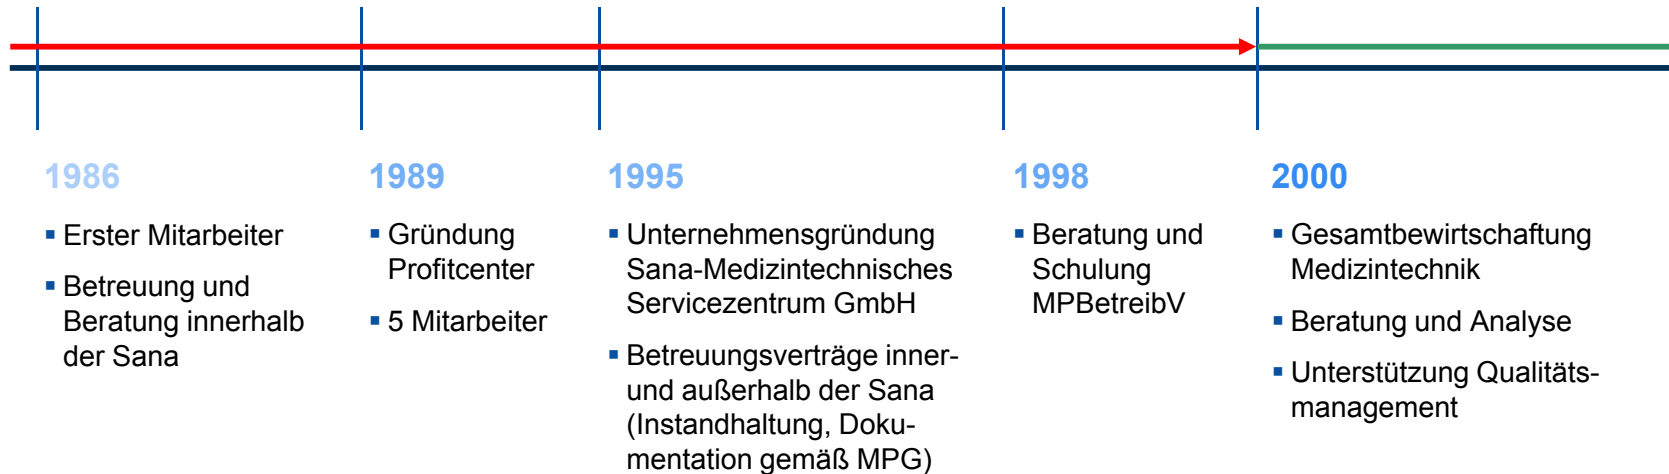 1986
▪ Erster Mitarbeiter
▪ Betreuung und
Beratung innerhalb
der Sana
1989
▪ Gründung
Profitcenter
▪ 5 Mitarbeiter
1995
▪ Unternehmensgründung
Sana-Medizintechnisches
Servicezentrum GmbH
▪ Betreuungsverträge inner-
und außerhalb der Sana
(Instandhaltung, Doku-
mentation gemäß MPG)
1998
▪ Beratung und
Schulung
MPBetreibV
2000
▪ Gesamtbewirtschaftung
Medizintechnik
▪ Beratung und Analyse
▪ Unterstützung Qualitäts-
management